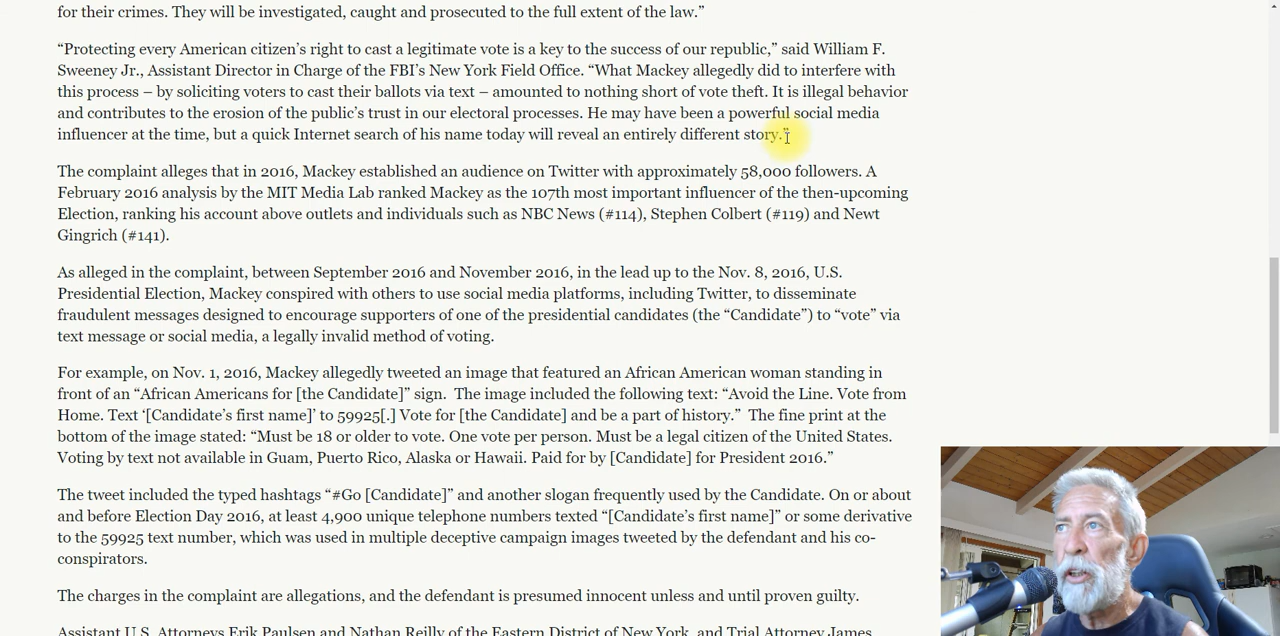 for their crimes. They will be investigated, caught and prosecuted to the full extent of the law.”
“Protecting every American citizen’s right to cast a legitimate vote is a key to the success of our republic,” said William F.
Sweeney Jr., Assistant Director in Charge of the FBI’s New York Field Office. “What Mackey allegedly did to interfere with
this process – by soliciting voters to cast their ballots via text – amounted to nothing short of vote theft. It is illegal behavior
and contributes to the erosion of the public’s trust in our electoral processes. He may have been a powerful social media
influencer at the time, but a quick Internet search of his name today will reveal an entirely different story.”
The complaint alleges that in 2016, Mackey established an audience on Twitter with approximately 58,000 followers. A
February 2016 analysis by the MIT Media Lab ranked Mackey as the 107th most important influencer of the then-upcoming
Election, ranking his account above outlets and individuals such as NBC News (#114), Stephen Colbert (#119) and Newt
Gingrich (#141).
As alleged in the complaint, between September 2016 and November 2016, in the lead up to the Nov. 8, 2016, U.S.
Presidential Election, Mackey conspired with others to use social media platforms, including Twitter, to disseminate
fraudulent messages designed to encourage supporters of one of the presidential candidates (the “Candidate”) to “vote” via
text message or social media, a legally invalid method of voting.
For example, on Nov. 1, 2016, Mackey allegedly tweeted an image that featured an African American woman standing in
front of an “African Americans for [the Candidate]” sign.  The image included the following text: “Avoid the Line. Vote from
Home. Text ‘[Candidate’s first name]’ to 59925[.] Vote for [the Candidate] and be a part of history.”  The fine print at the
bottom of the image stated: “Must be 18 or older to vote. One vote per person. Must be a legal citizen of the United States.
Voting by text not available in Guam, Puerto Rico, Alaska or Hawaii. Paid for by [Candidate] for President 2016.”
The tweet included the typed hashtags “#Go [Candidate]” and another slogan frequently used by the Candidate. On or about
and before Election Day 2016, at least 4,900 unique telephone numbers texted “[Candidate’s first name]” or some derivative
to the 59925 text number, which was used in multiple deceptive campaign images tweeted by the defendant and his co-
conspirators.
The charges in the complaint are allegations, and the defendant is presumed innocent unless and until proven guilty.
Assistant U.S. Attorneys Erik Paulsen and Nathan Reilly of the Eastern District of New York, and Trial Attorney James